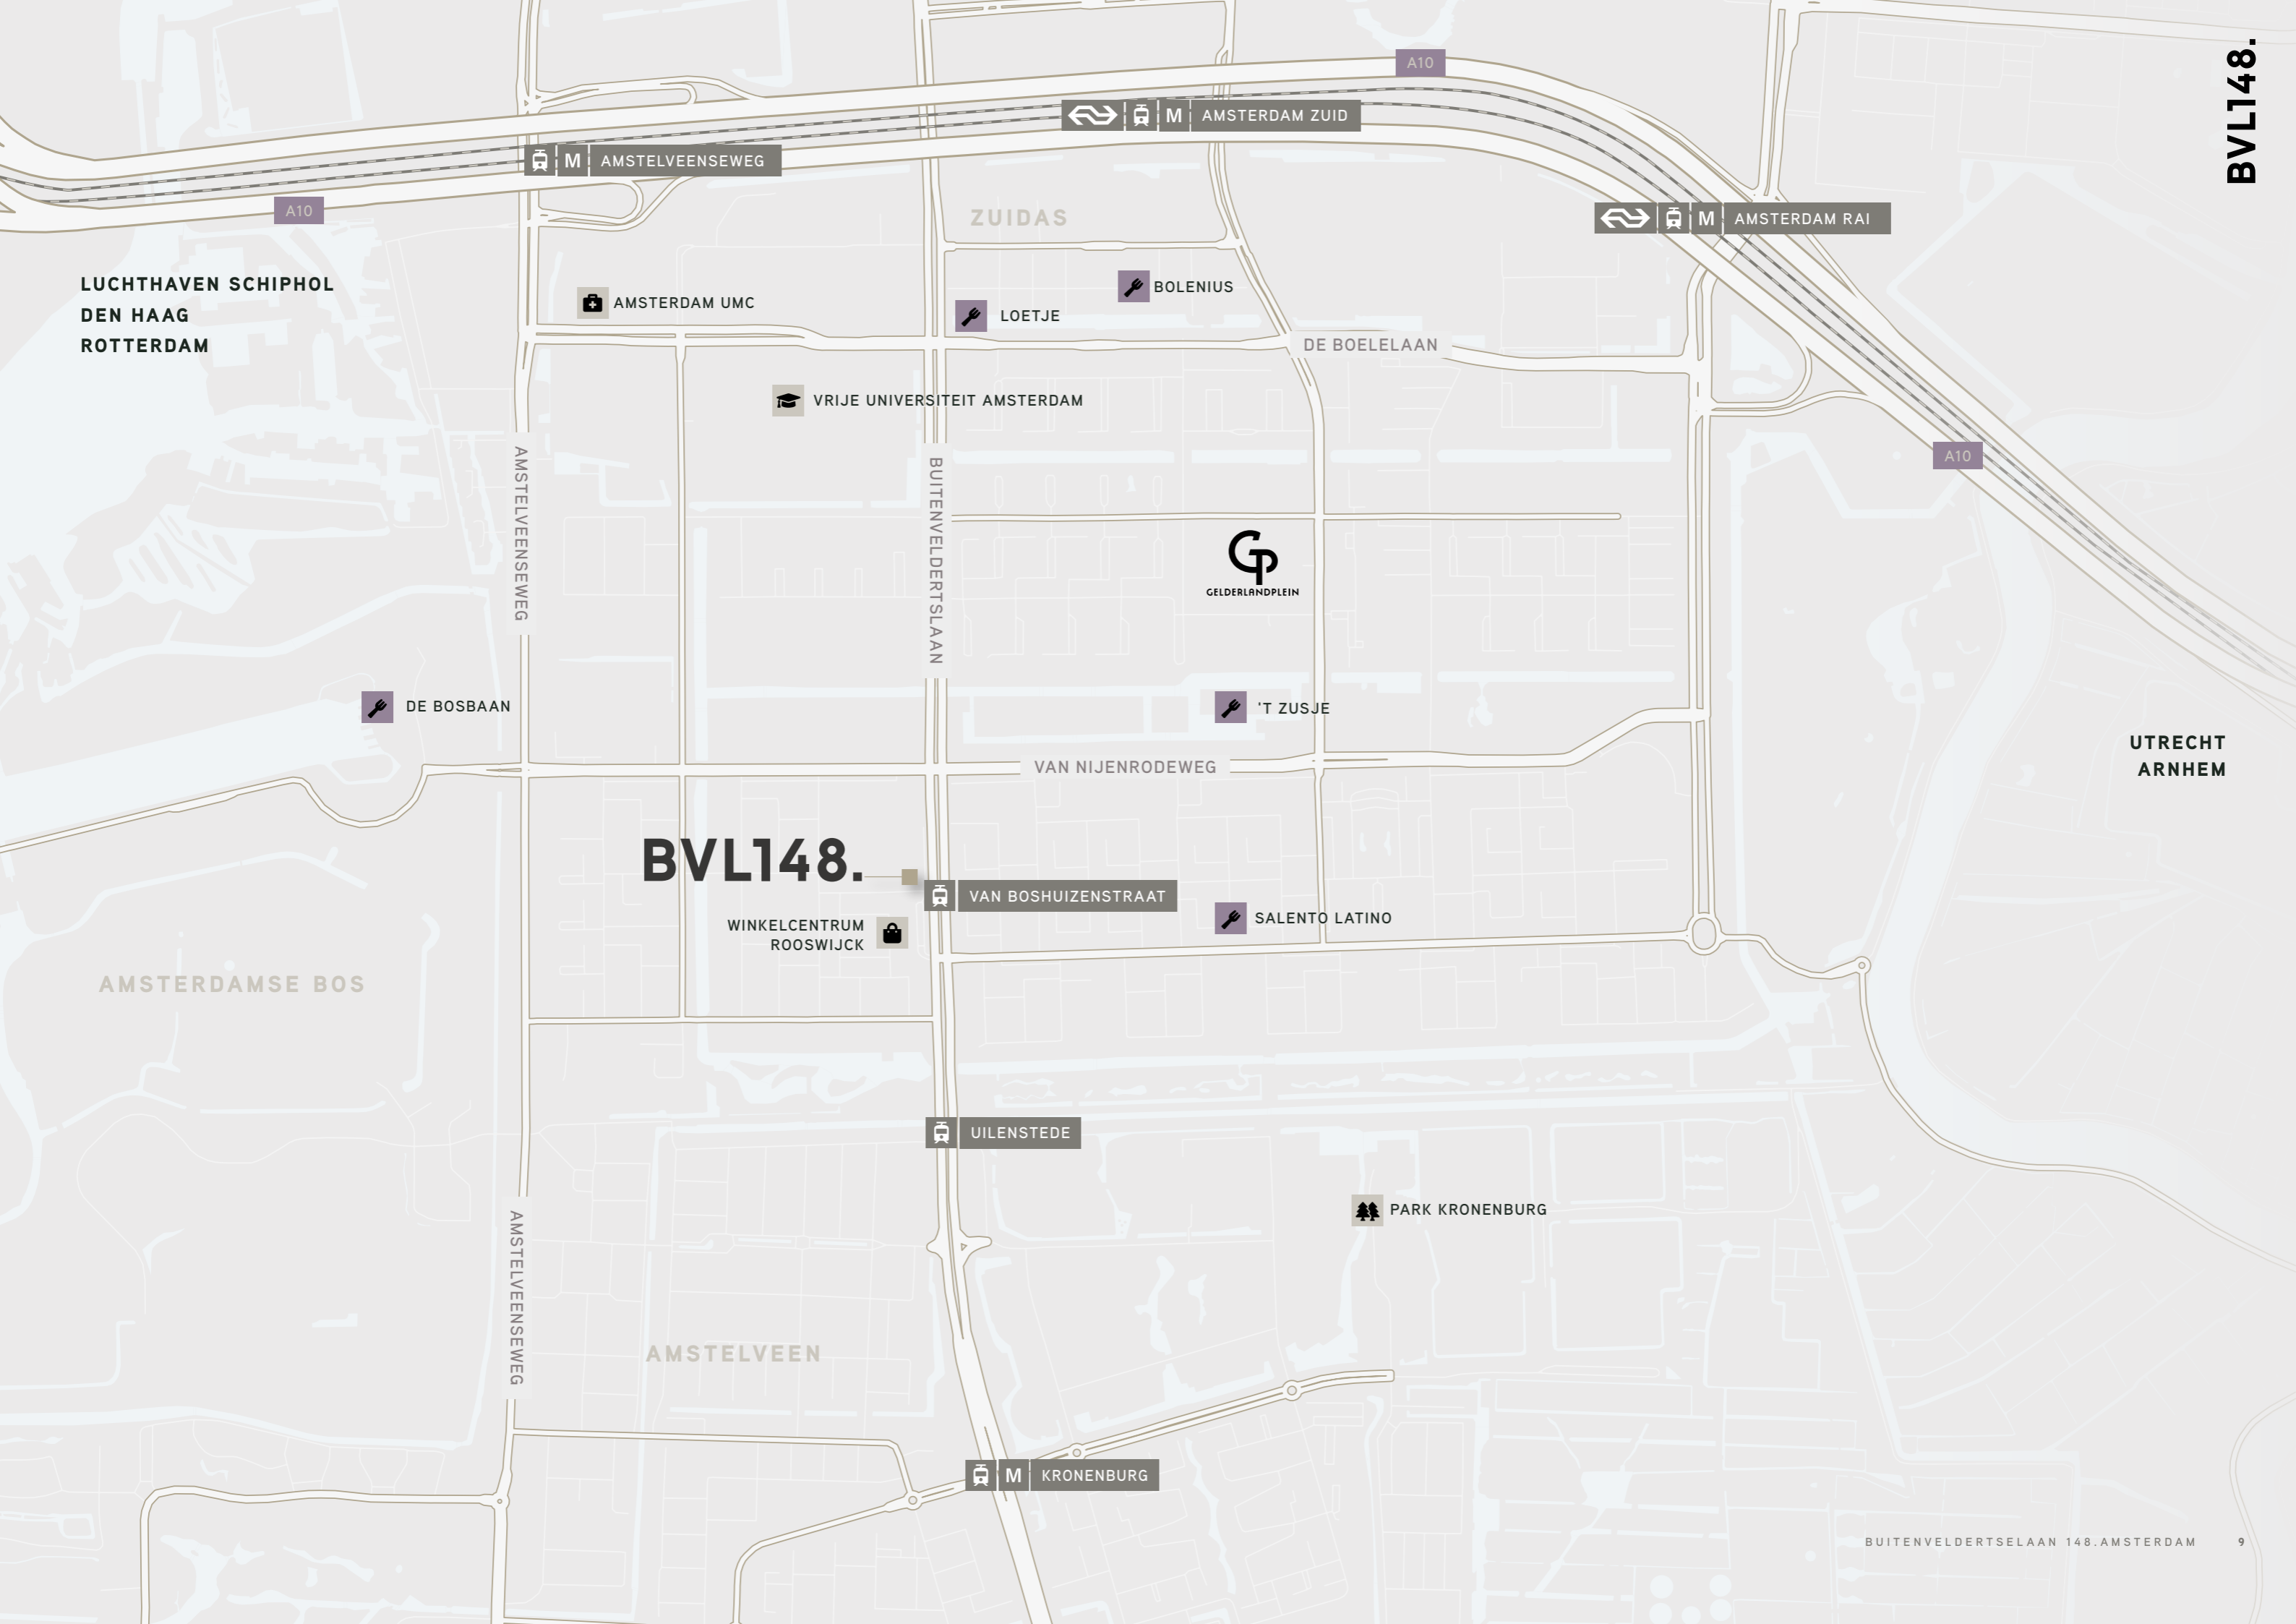 A10
BVL148.
M AMSTERDAM ZUID
M AMSTELVEENSEWEG
A10
ZUIDAS
M AMSTERDAM RAI
LUCHTHAVEN SCHIPHOL
DEN HAAG
ROTTERDAM
AMSTERDAM UMC
BOLENIUS
LOETJE
DE BOELELAAN
VRIJE UNIVERSITEIT AMSTERDAM
A10
AMSTELVEENSEWEG
BUITENVELDERTSLAAN
GP
GELDERLANDPLEIN
DE BOSBAAN
'T ZUSJE
UTRECHT
ARNHEM
VAN NIJENRODEWEG
BVL148.
VAN BOSHUIZENSTRAAT
WINKELCENTRUM
ROOSWIJCK
SALENTO LATINO
AMSTERDAMSE BOS
UILENSTEDE
PARK KRONENBURG
AMSTELVEENSEWEG
AMSTELVEEN
M KRONENBURG
BUITENVELDERTSELAAN 148.AMSTERDAM 9